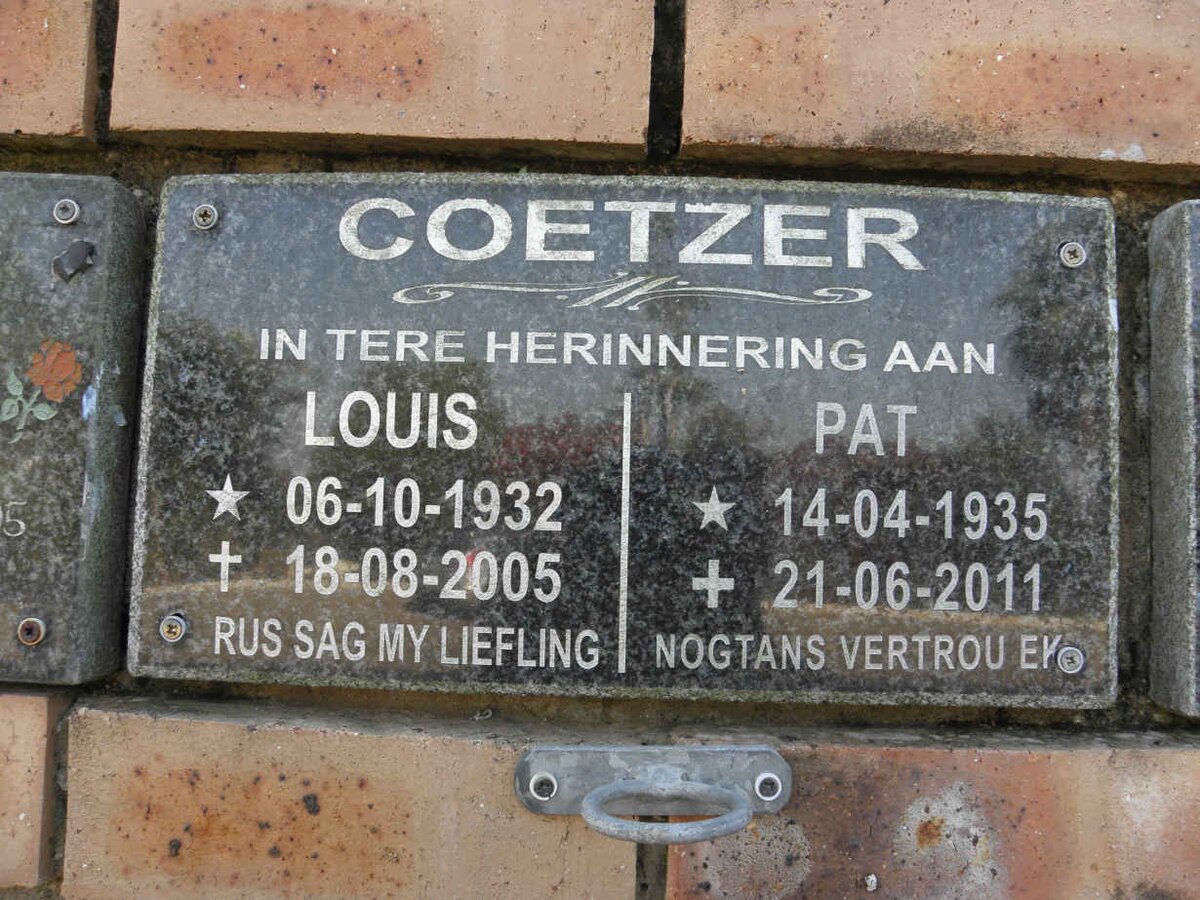 COETZER
IN TERE HERINNERING AAN
LOUIS
06-10-1932
18-08-2005
RUS SAG MY LIEFLING
PAT
14-04-1935
21-06-2011
NOGTANS VERTROU EK